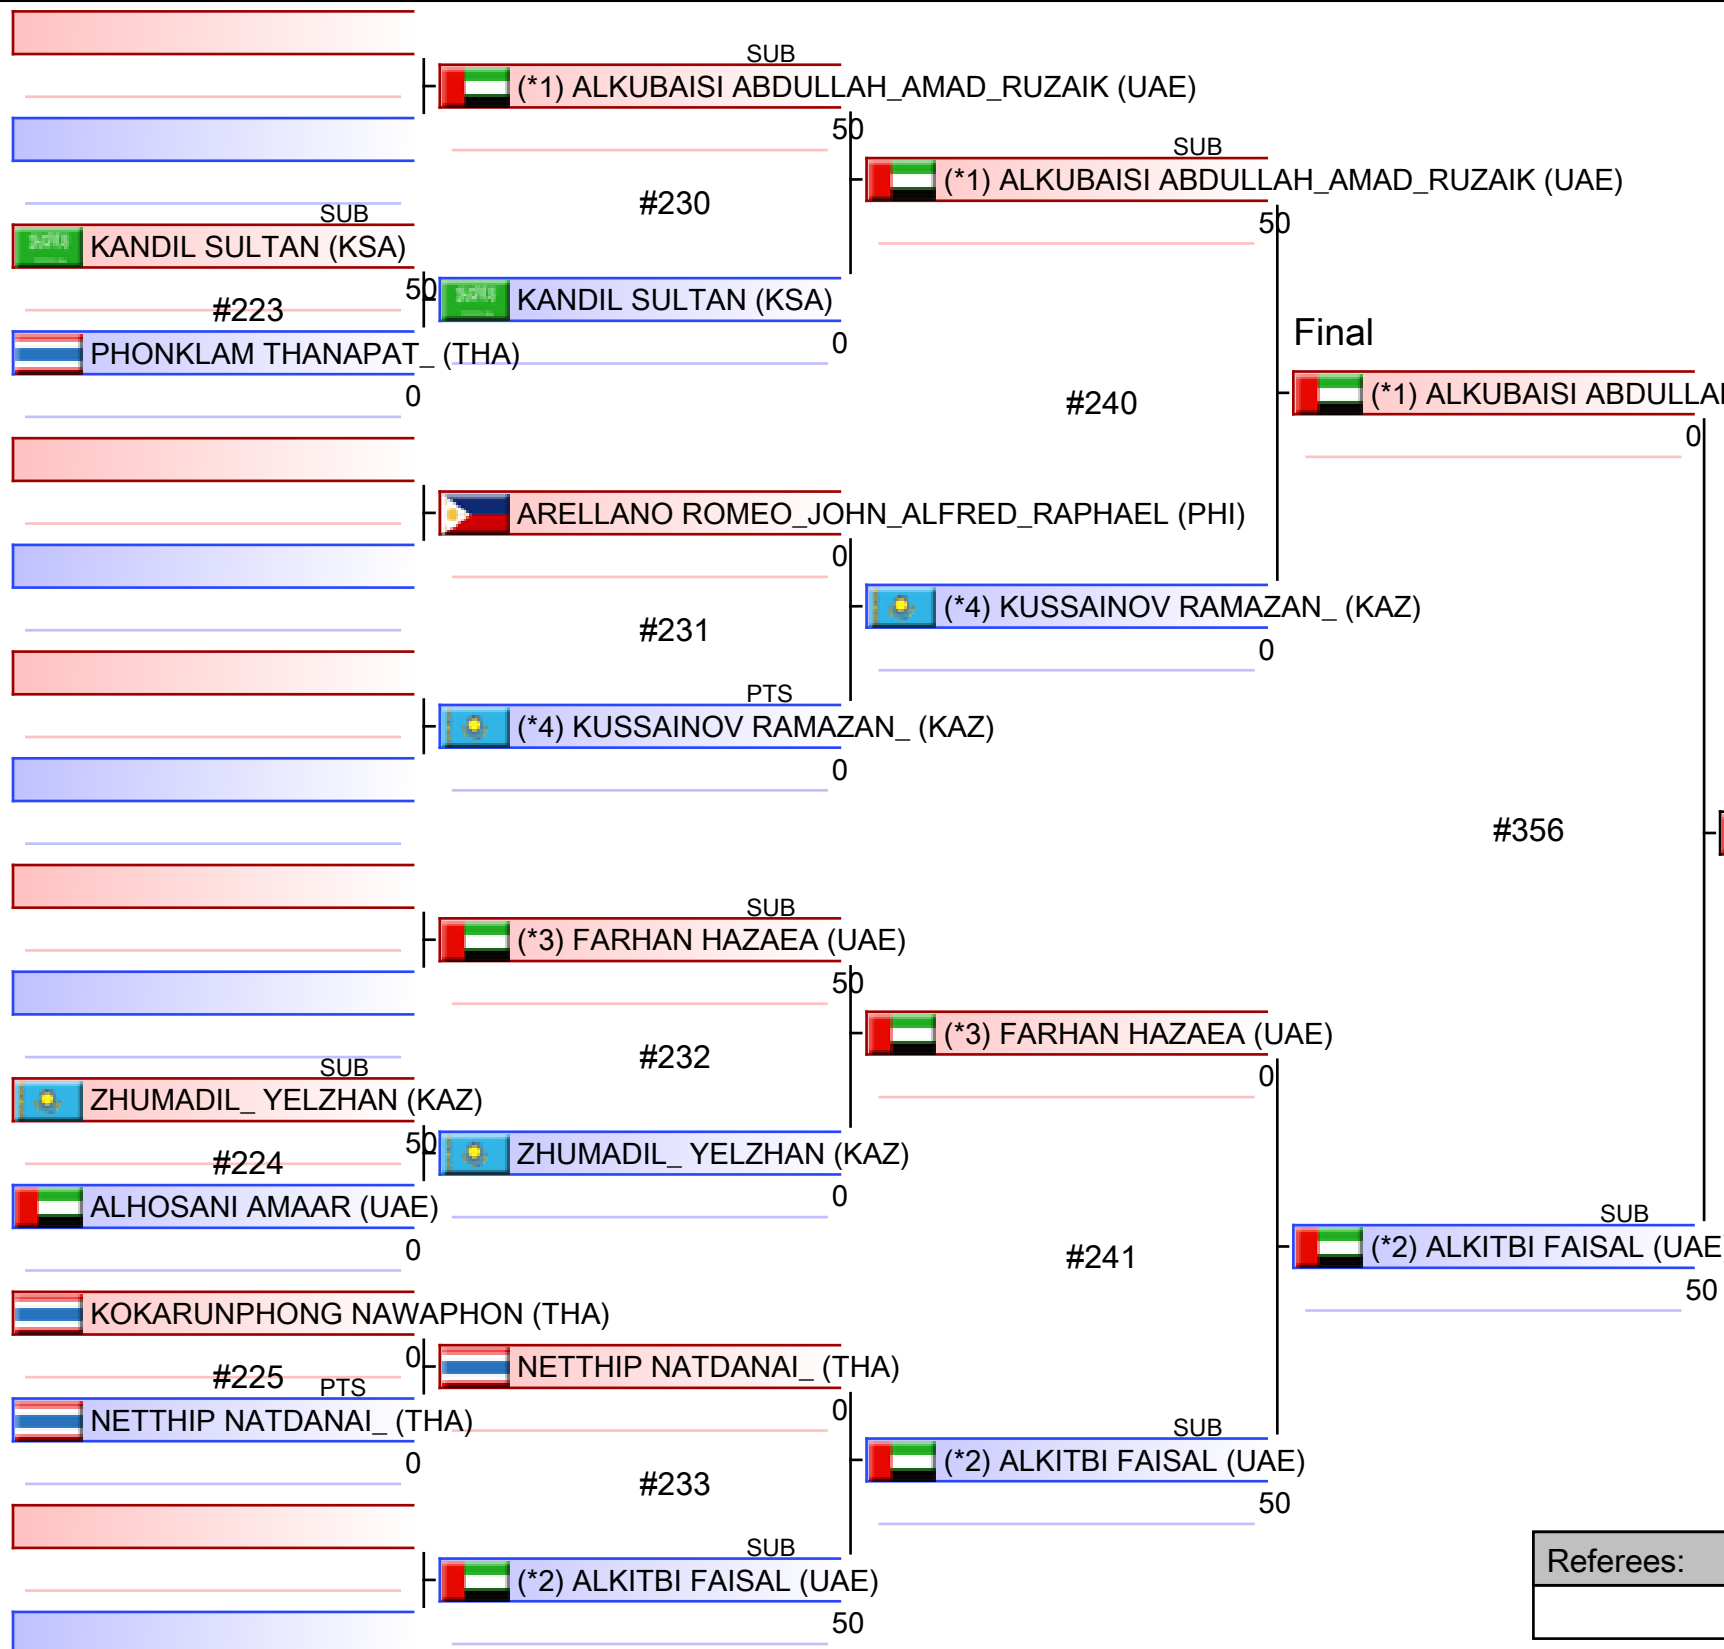 SUB
(*1) ALKUBAISI ABDULLAH_AMAD_RUZAIK (UAE)
50
SUB
(*1) ALKUBAISI ABDULLAH_AMAD_RUZAIK (UAE)
50
#230
SUB
KANDIL SULTAN (KSA)
50
#223
KANDIL SULTAN (KSA)
0
PHONKLAM THANAPAT_ (THA)
0
Final
(*1) ALKUBAISI ABDULLAH
0
#240
ARELLANO ROMEO_JOHN_ALFRED_RAPHAEL (PHI)
0
#231
(*4) KUSSAINOV RAMAZAN_ (KAZ)
0
PTS
(*4) KUSSAINOV RAMAZAN_ (KAZ)
0
#356
SUB
(*3) FARHAN HAZAEA (UAE)
50
#232
(*3) FARHAN HAZAEA (UAE)
0
SUB
ZHUMADIL_ YELZHAN (KAZ)
50
#224
ZHUMADIL_ YELZHAN (KAZ)
0
ALHOSANI AMAAR (UAE)
0
#241
SUB
(*2) ALKITBI FAISAL (UAE
50
KOKARUNPHONG NAWAPHON (THA)
0
#225
NETTHIP NATDANAI_ (THA)
0
PTS
NETTHIP NATDANAI_ (THA)
0
#233
SUB
(*2) ALKITBI FAISAL (UAE)
50
SUB
(*2) ALKITBI FAISAL (UAE)
50
Referees: